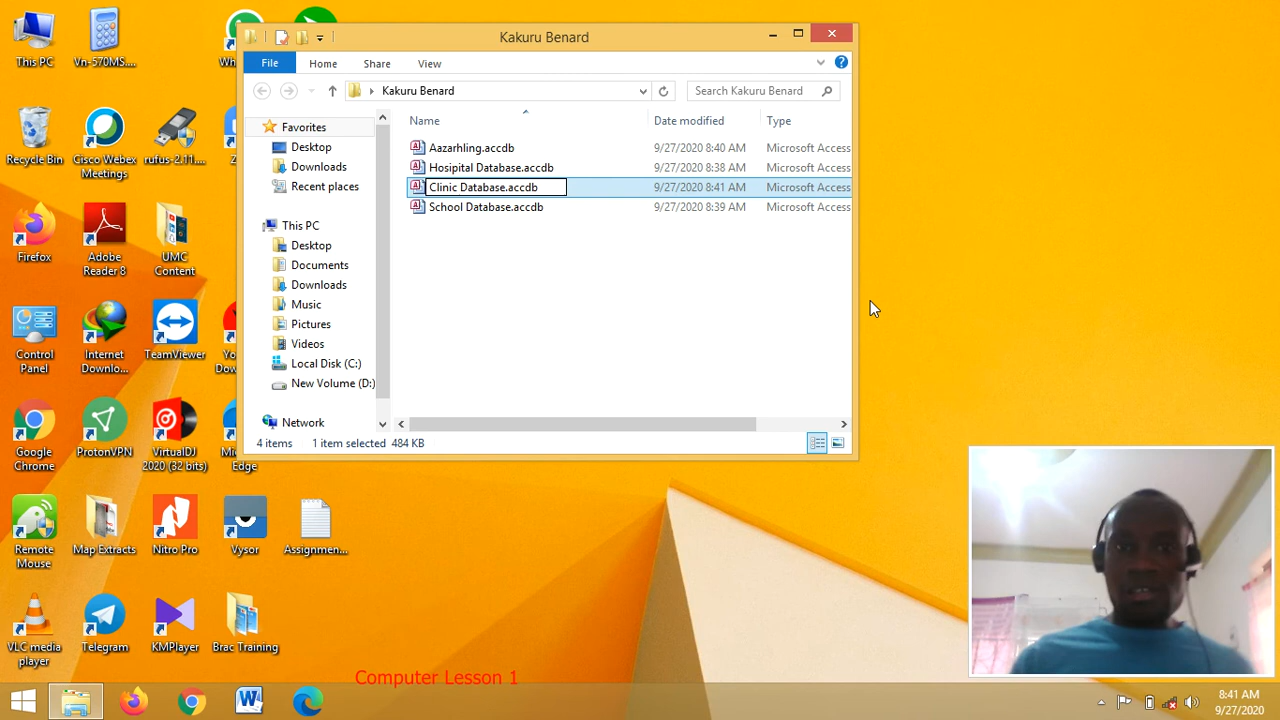 Kakuru Benard
File
Home
Share
View
Kakuru Benard
Search Kakuru Benard
Name
Date modified
Type
Favorites
Desktop
Downloads
Recent places
This PC
Desktop
Documents
Downloads
Music
Pictures
Videos
Local Disk (C:)
New Volume (D:)
Network
Aazarhling.accdb
9/27/2020 8:40 AM
Microsoft Access
Hosipital Database.accdb
9/27/2020 8:38 AM
Microsoft Access
Clinic Database.accdb
9/27/2020 8:41 AM
Microsoft Access
School Database.accdb
9/27/2020 8:39 AM
Microsoft Access
4 items
1 item selected 484 KB
This PC
Vn-570MS....
Wh
Recycle Bin
Cisco Webex
Meetings
rufus-2.11....
Z
Firefox
Adobe
Reader 8
UMC
Content
Control
Panel
Internet
Downlo...
TeamViewer
Yo
Dow
Google
Chrome
ProtonVPN
VirtualDJ
2020 (32 bits)
Mic
Edge
Remote
Mouse
Map Extracts
Nitro Pro
Vysor
Assignmen...
VLC media
player
Telegram
KMPlayer
Brac Training
Computer Lesson 1
8:41 AM
9/27/2020